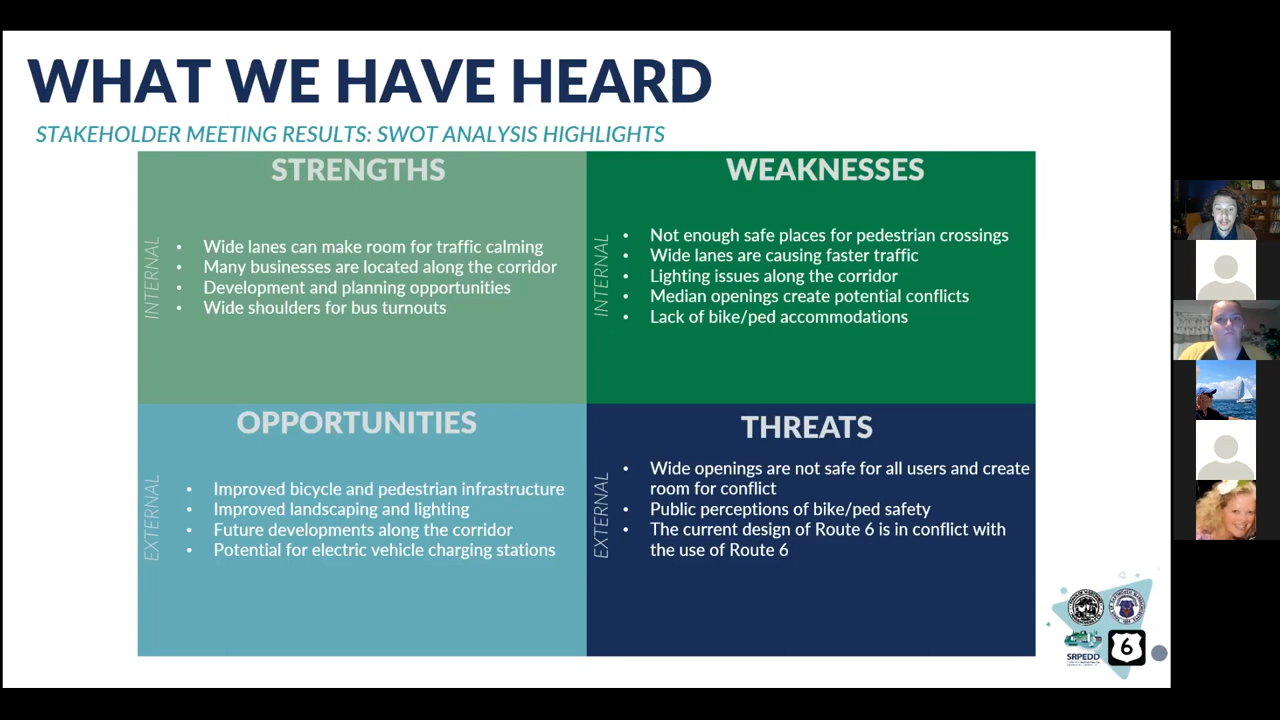 WHAT WE HAVE HEARD
STAKEHOLDER MEETING RESULTS: SWOT ANALYSIS HIGHLIGHTS
STRENGTHS
INTERNAL
• Wide lanes can make room for traffic calming
• Many businesses are located along the corridor
• Development and planning opportunities
• Wide shoulders for bus turnouts
WEAKNESSES
INTERNAL
• Not enough safe places for pedestrian crossings
• Wide lanes are causing faster traffic
• Lighting issues along the corridor
• Median openings create potential conflicts
• Lack of bike/ped accommodations
OPPORTUNITIES
EXTERNAL
• Improved bicycle and pedestrian infrastructure
• Improved landscaping and lighting
• Future developments along the corridor
• Potential for electric vehicle charging stations
THREATS
EXTERNAL
• Wide openings are not safe for all users and create
room for conflict
• Public perceptions of bike/ped safety
• The current design of Route 6 is in conflict with
the use of Route 6
SRPEDD
6